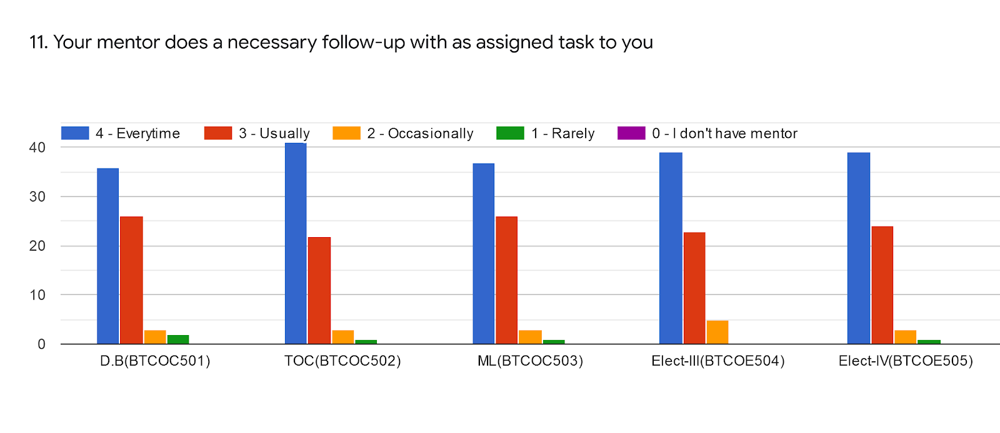 11. Your mentor does a necessary follow-up with as assigned task to you
4 - Everytime 3 - Usually 2 - Occasionally 1 - Rarely 0 - I don't have mentor
40
30
20
10
0
D.B(BTCOC501) TOC(BTCOC502) ML(BTCOC503) Elect-III(BTCOE504) Elect-IV(BTCOE505)